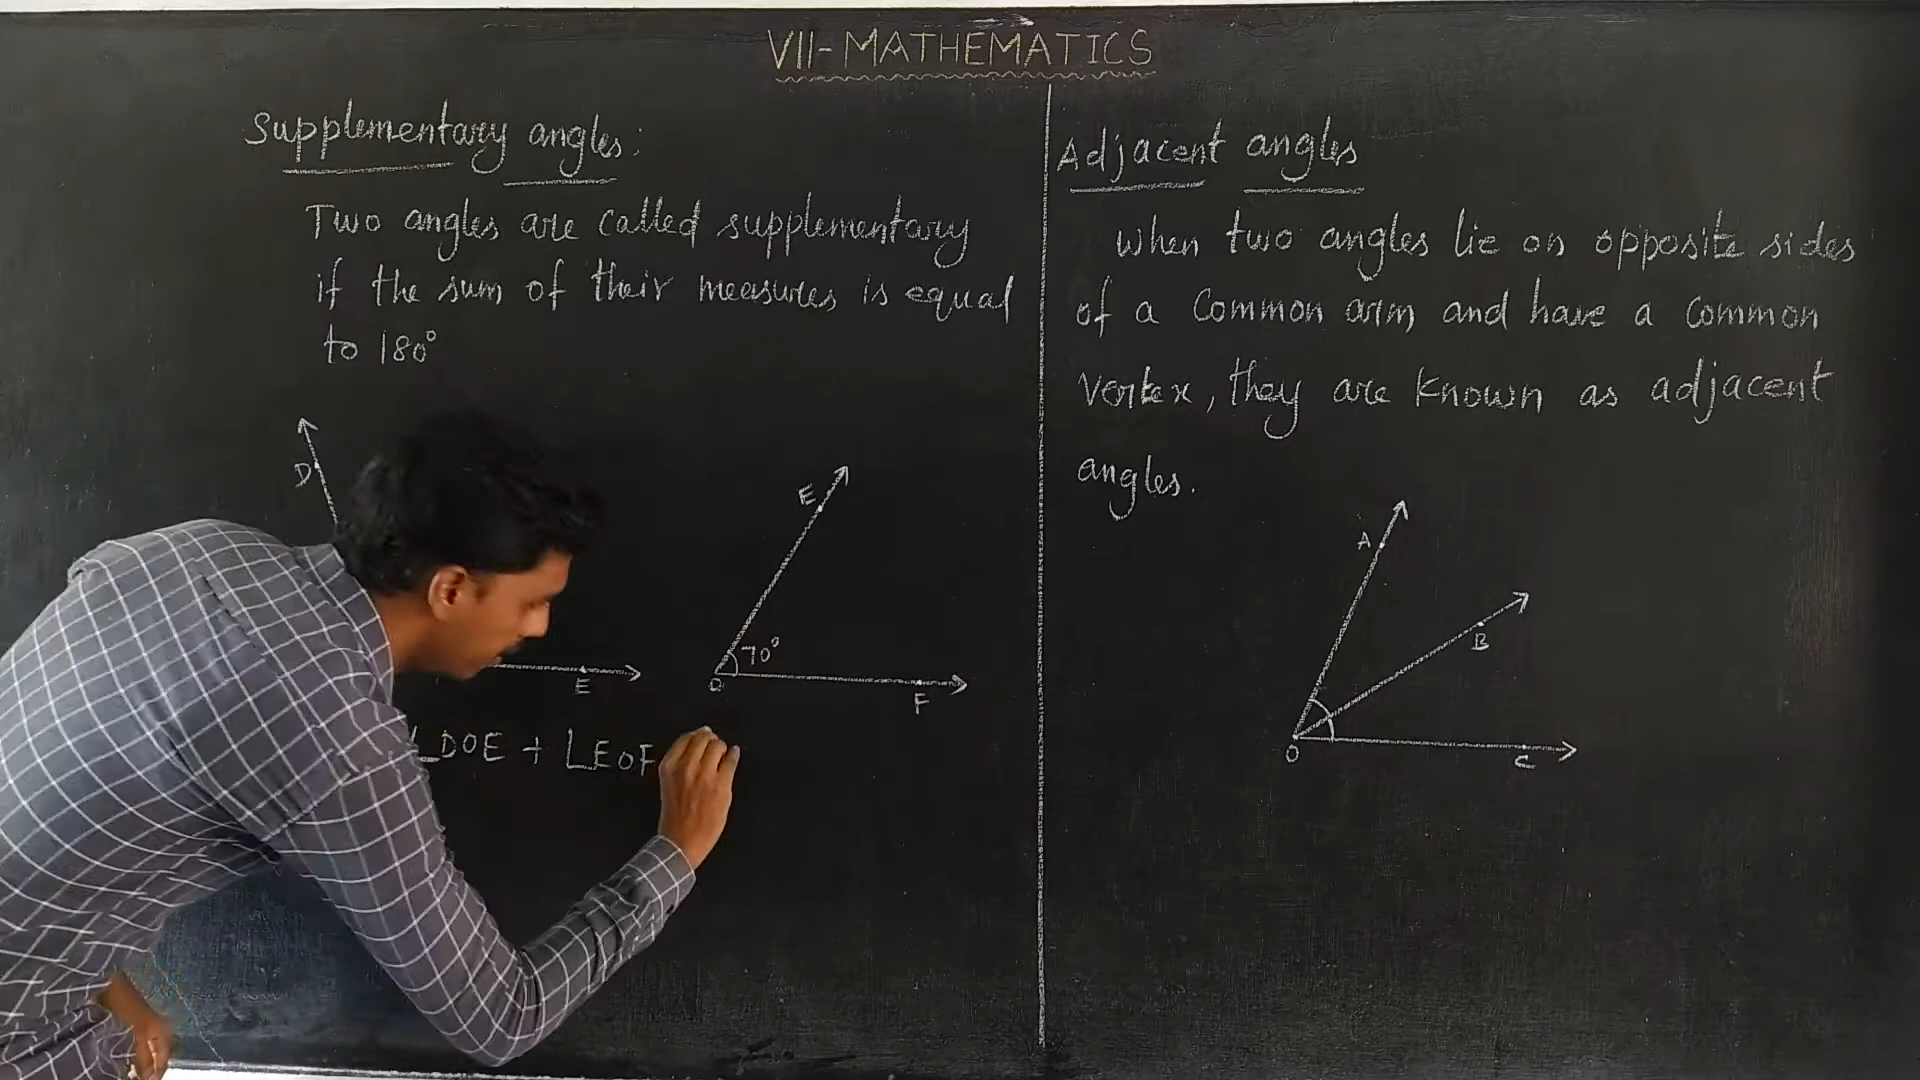 VII-MATHEMATICS
Supplementary angles:
Two angles are called supplementary
if the sum of their measures is equal
to 180°
D
E
E
70°
O
F
∠DOE + ∠EOF
Adjacent angles
When two angles lie on opposite sides
of a Common arm and have a common
Vertex, they are known as adjacent
angles.
A
B
O
C